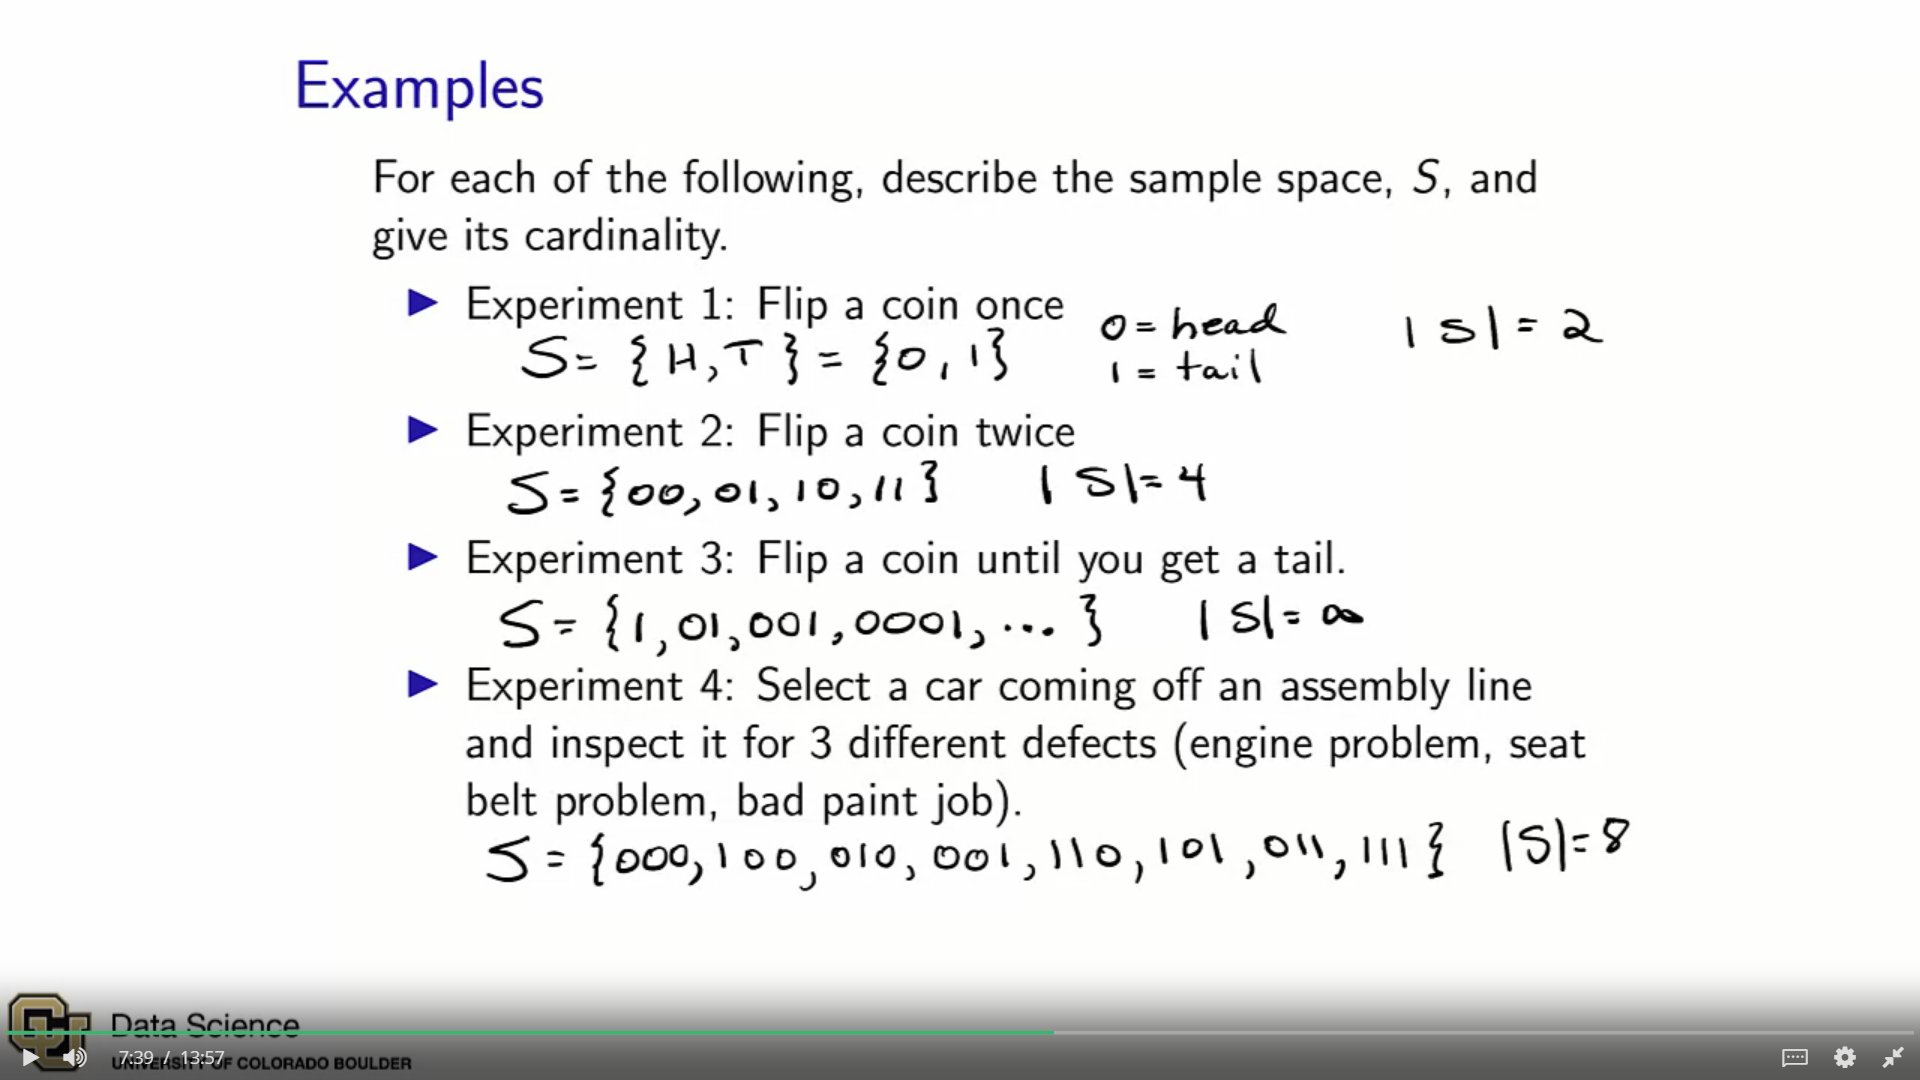 Examples
For each of the following, describe the sample space, S, and
give its cardinality.
▶ Experiment 1: Flip a coin once
S = { H, T } = {0, 1}
0 = head
1 = tail
|S| = 2
▶ Experiment 2: Flip a coin twice
S = {00, 01, 10, 11} |S| = 4
▶ Experiment 3: Flip a coin until you get a tail.
S = {1, 01, 001, 0001, ... } |S| = ∞
▶ Experiment 4: Select a car coming off an assembly line
and inspect it for 3 different defects (engine problem, seat
belt problem, bad paint job).
S = {000, 100, 010, 001, 110, 101, 011, 111} |S| = 8
CU
Data Science
7:39 / 13:57
UNIVERSITY OF COLORADO BOULDER